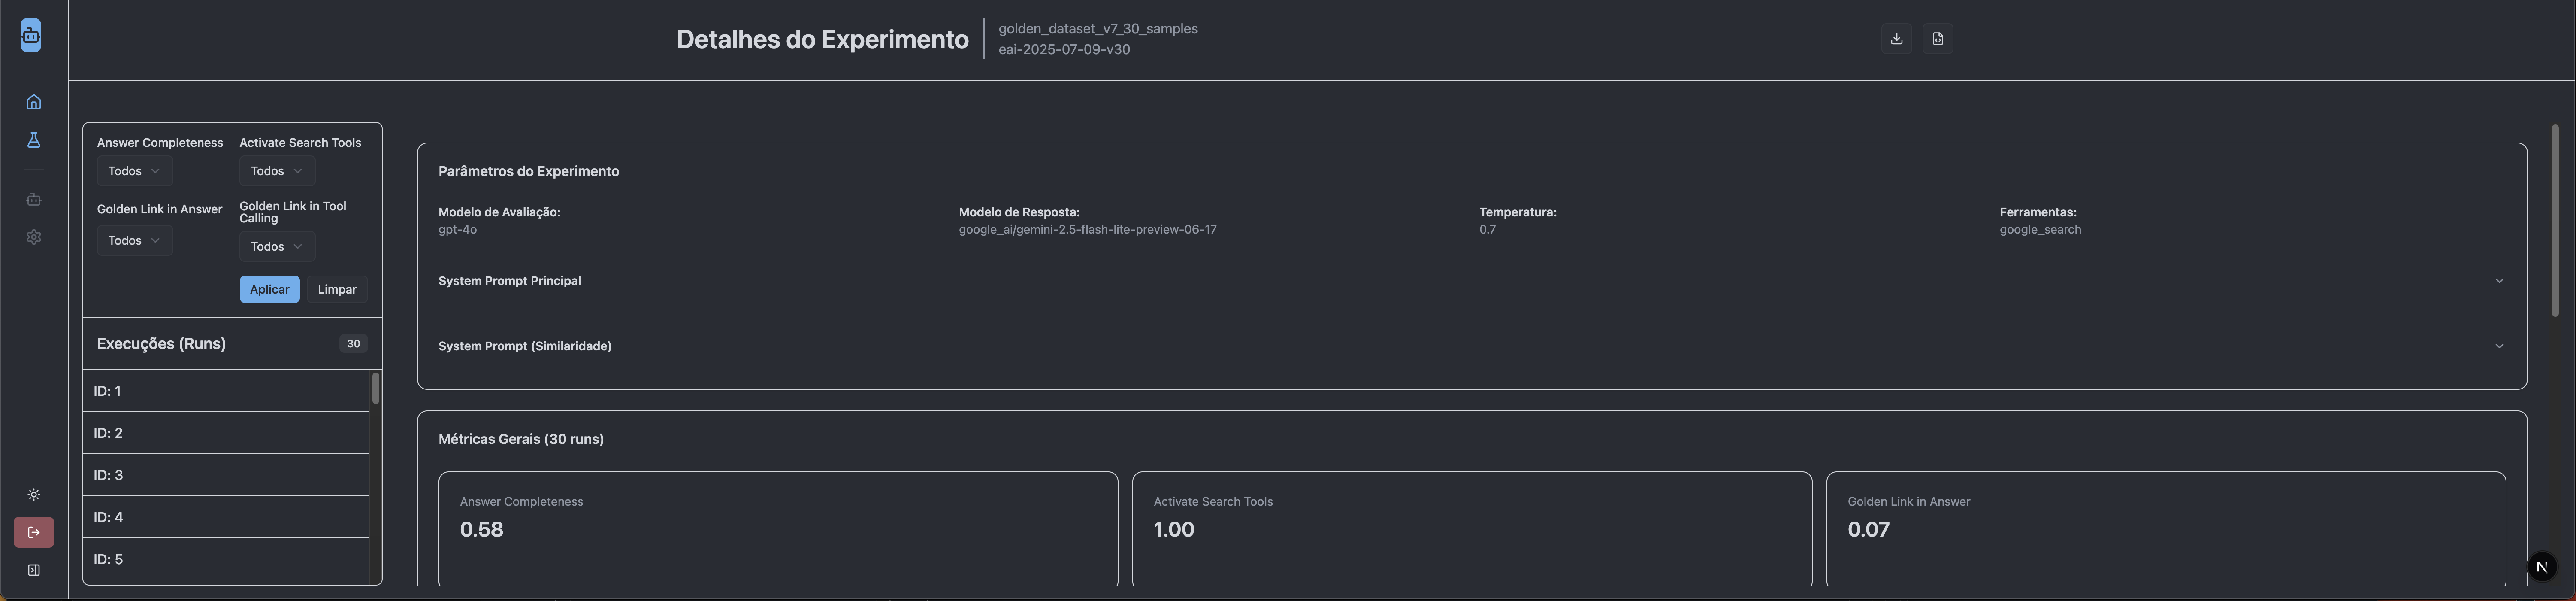 Detalhes do Experimento
golden_dataset_v7_30_samples
eai-2025-07-09-v30
Answer Completeness
Todos
Activate Search Tools
Todos
Golden Link in Answer
Todos
Golden Link in Tool
Calling
Todos
Aplicar
Limpar
Execuções (Runs)
30
ID: 1
ID: 2
ID: 3
ID: 4
ID: 5
Parâmetros do Experimento
Modelo de Avaliação:
gpt-4o
Modelo de Resposta:
google_ai/gemini-2.5-flash-lite-preview-06-17
Temperatura:
0.7
Ferramentas:
google_search
System Prompt Principal
System Prompt (Similaridade)
Métricas Gerais (30 runs)
Answer Completeness
0.58
Activate Search Tools
1.00
Golden Link in Answer
0.07
N